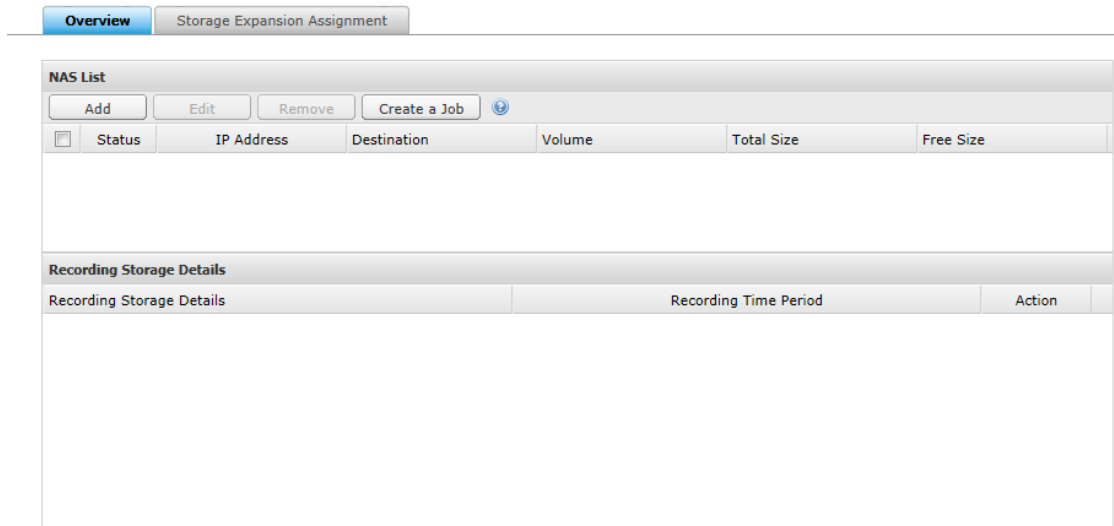 Overview Storage Expansion Assignment
NAS List
Add Edit Remove Create a Job
Status IP Address Destination Volume Total Size Free Size
Recording Storage Details
Recording Storage Details Recording Time Period Action